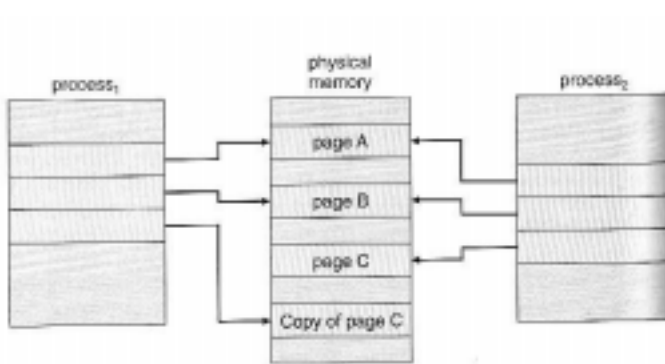 physical
memory
process₁
process₂
page A
page B
page C
Copy of page C